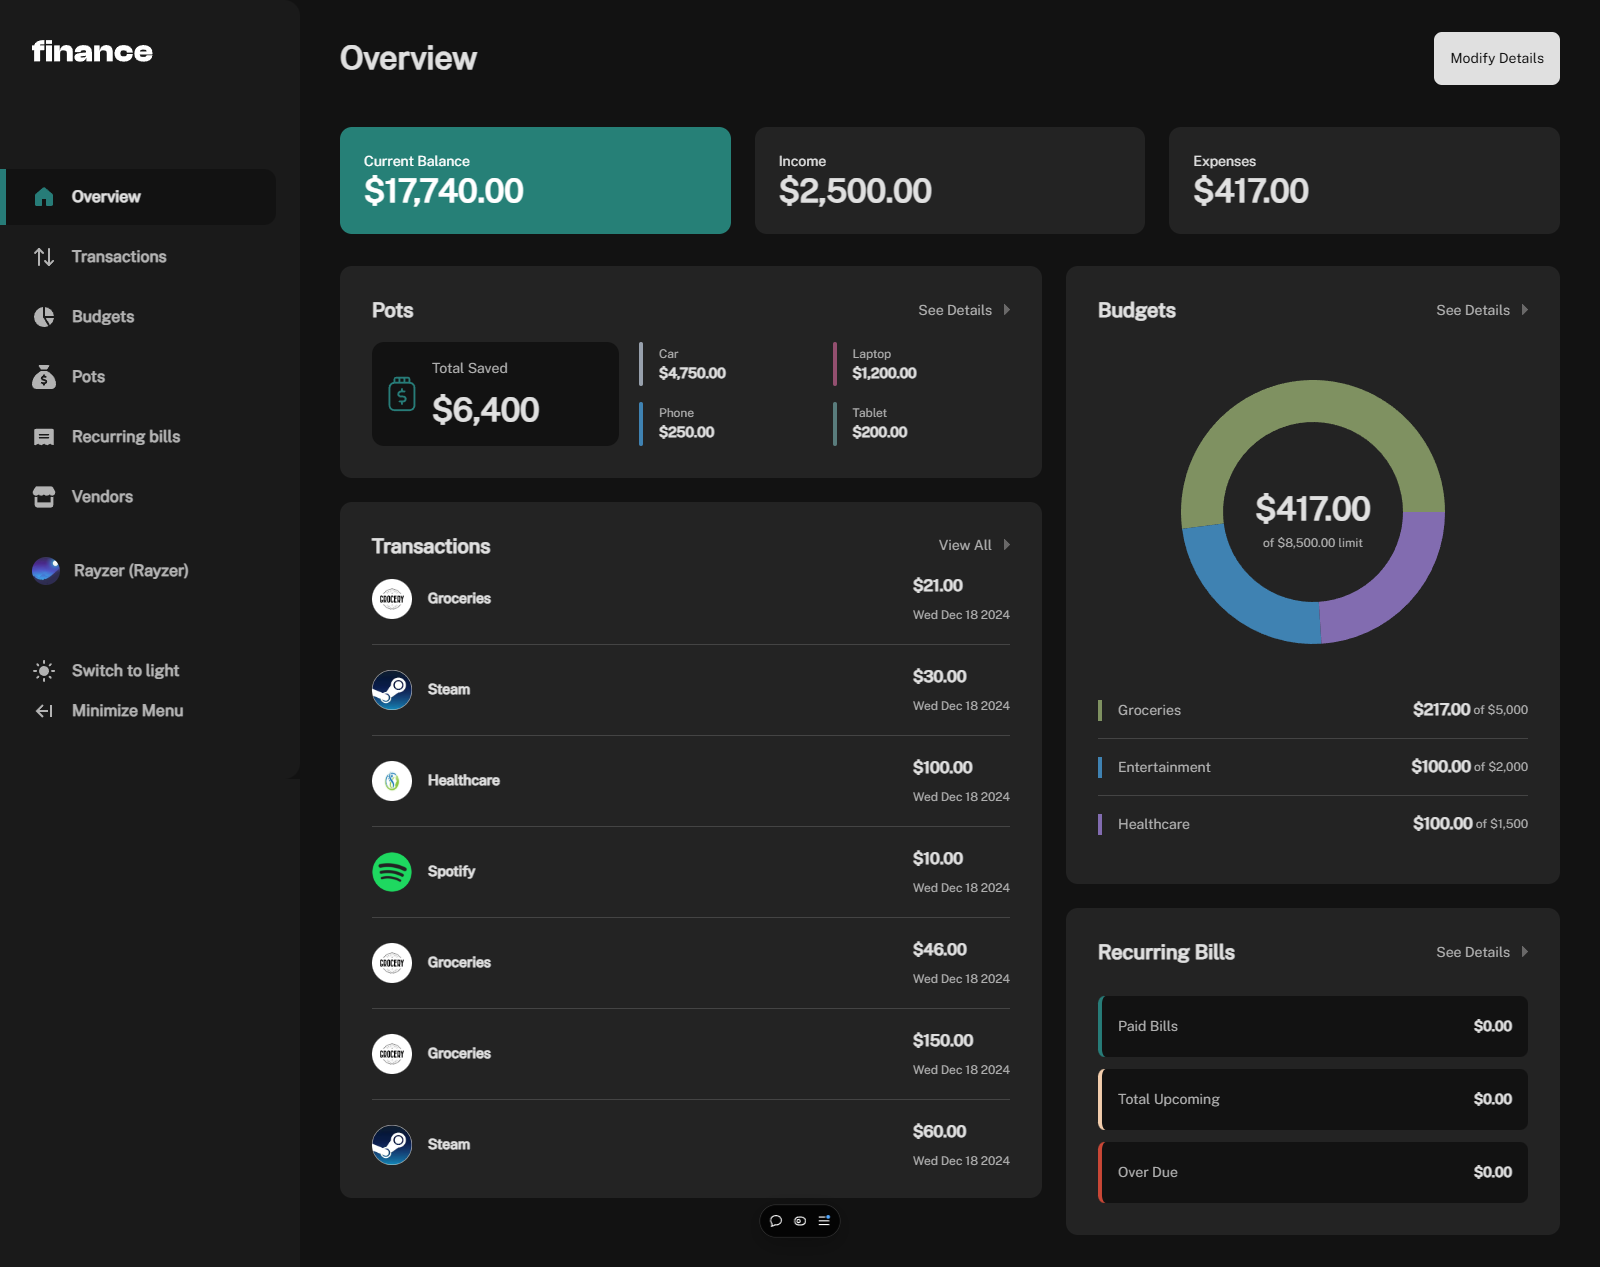 finance
Overview
Transactions
Budgets
Pots
Recurring bills
Vendors
Rayzer (Rayzer)
Switch to light
Minimize Menu
Overview
Modify Details
Current Balance
$17,740.00
Income
$2,500.00
Expenses
$417.00
Pots
See Details
Total Saved
$6,400
Car
$4,750.00
Laptop
$1,200.00
Phone
$250.00
Tablet
$200.00
Transactions
View All
GROCERY
Groceries
$21.00
Wed Dec 18 2024
Steam
$30.00
Wed Dec 18 2024
Healthcare
$100.00
Wed Dec 18 2024
Spotify
$10.00
Wed Dec 18 2024
GROCERY
Groceries
$46.00
Wed Dec 18 2024
GROCERY
Groceries
$150.00
Wed Dec 18 2024
Steam
$60.00
Wed Dec 18 2024
Budgets
See Details
$417.00
of $8,500.00 limit
Groceries
$217.00 of $5,000
Entertainment
$100.00 of $2,000
Healthcare
$100.00 of $1,500
Recurring Bills
See Details
Paid Bills
$0.00
Total Upcoming
$0.00
Over Due
$0.00